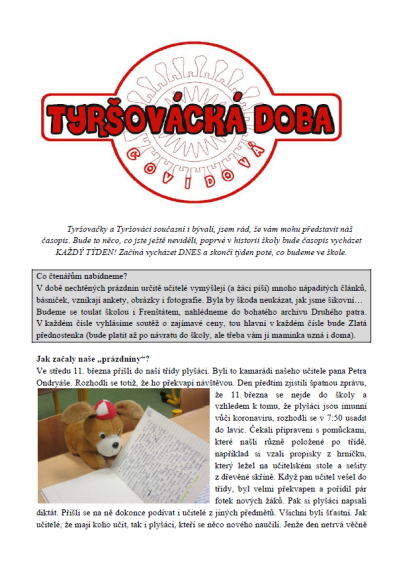 TYRŠOVÁCKÁ DOBA
COVIDOVÁ
Tyršovačky a Tyršováci současní i bývalí, jsem rád, že vám mohu představit náš
časopis. Bude to něco, co jste ještě neviděli, poprvé v historii školy bude časopis vycházet
KAŽDÝ TÝDEN! Začíná vycházet DNES a skončí týden poté, co budeme ve škole.
Co čtenářům nabídneme?
V době nechtěných prázdnin určitě učitelé vymýšlejí (a žáci píší) mnoho nápaditých článků,
básniček, vznikají ankety, obrázky i fotografie. Byla by škoda neukázat, jak jsme šikovní…
Budeme se toulat školou i Frenštátem, nahlédneme do bohatého archivu Druhého patra.
V každém čísle vyhlásíme soutěž o zajímavé ceny, tou hlavní v každém čísle bude Zlatá
přednostenka (bude platit až po návratu do školy, ale třeba vám ji maminka uzná i doma).
Jak začaly naše „prázdniny“?
Ve středu 11. března přišli do naší třídy plyšáci. Byli to kamarádi našeho učitele pana Petra
Ondryáše. Rozhodli se totiž, že ho překvapí návštěvou. Den předtím zjistili špatnou zprávu,
že 11. března se nejde do školy a
vzhledem k tomu, že plyšáci jsou imunní
vůči koronaviru, rozhodli se v 7:50 usadit
do lavic. Čekali připraveni s pomůckami,
které našli různě položené po třídě,
například si vzali propisky z hrníčku,
který ležel na učitelském stole a sešity
z dřevěné skříně. Když pan učitel vešel do
třídy, byl velmi překvapen a pořídil pár
fotek nových žáků. Pak si plyšáci napsali
diktát. Přišli se na ně dokonce podívat i učitelé z jiných předmětů. Všichni byli šťastní. Jak
učitelé, že mají koho učit, tak i plyšáci, kteří se něco nového naučili. Jenže den netrvá věčně